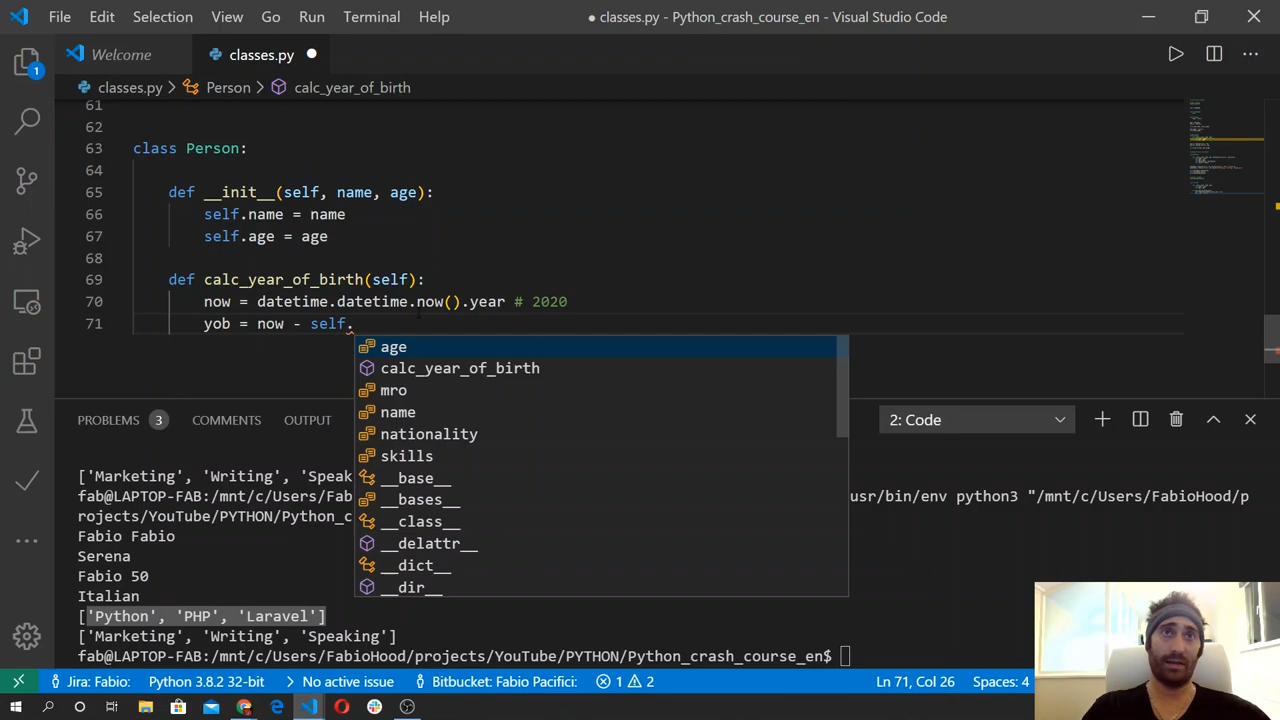 File Edit Selection View Go Run Terminal Help
● classes.py - Python_crash_course_en - Visual Studio Code
1
Welcome
classes.py ●
classes.py > Person > calc_year_of_birth
61
62
63 class Person:
64
65 def __init__(self, name, age):
66 self.name = name
67 self.age = age
68
69 def calc_year_of_birth(self):
70 now = datetime.datetime.now().year # 2020
71 yob = now - self.
age
calc_year_of_birth
mro
name
nationality
skills
__base__
__bases__
__class__
__delattr__
__dict__
__dir__
PROBLEMS 3 COMMENTS OUTPUT
2: Code
['Marketing', 'Writing', 'Speak
fab@LAPTOP-FAB:/mnt/c/Users/Fab usr/bin/env python3 "/mnt/c/Users/FabioHood/p
rojects/YouTube/PYTHON/Python_c
Fabio Fabio
Serena
Fabio 50
Italian
['Python', 'PHP', 'Laravel']
['Marketing', 'Writing', 'Speaking']
fab@LAPTOP-FAB:/mnt/c/Users/FabioHood/projects/YouTube/PYTHON/Python_crash_course_en$
Jira: Fabio: Python 3.8.2 32-bit No active issue Bitbucket: Fabio Pacifici: 1 2 Ln 71, Col 26 Spaces: 4